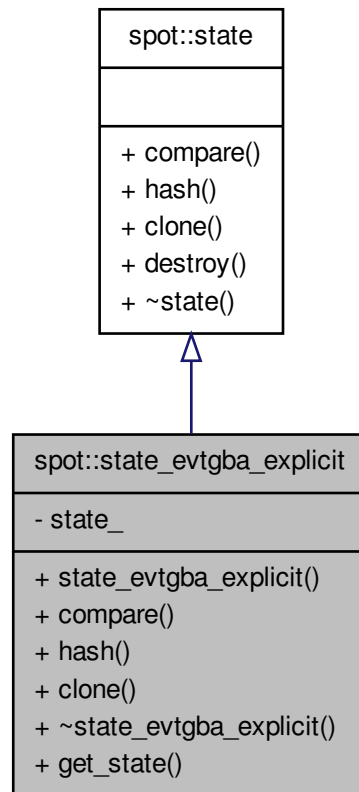 spot::state
+ compare()
+ hash()
+ clone()
+ destroy()
+ ~state()
spot::state_evtgba_explicit
- state_
+ state_evtgba_explicit()
+ compare()
+ hash()
+ clone()
+ ~state_evtgba_explicit()
+ get_state()